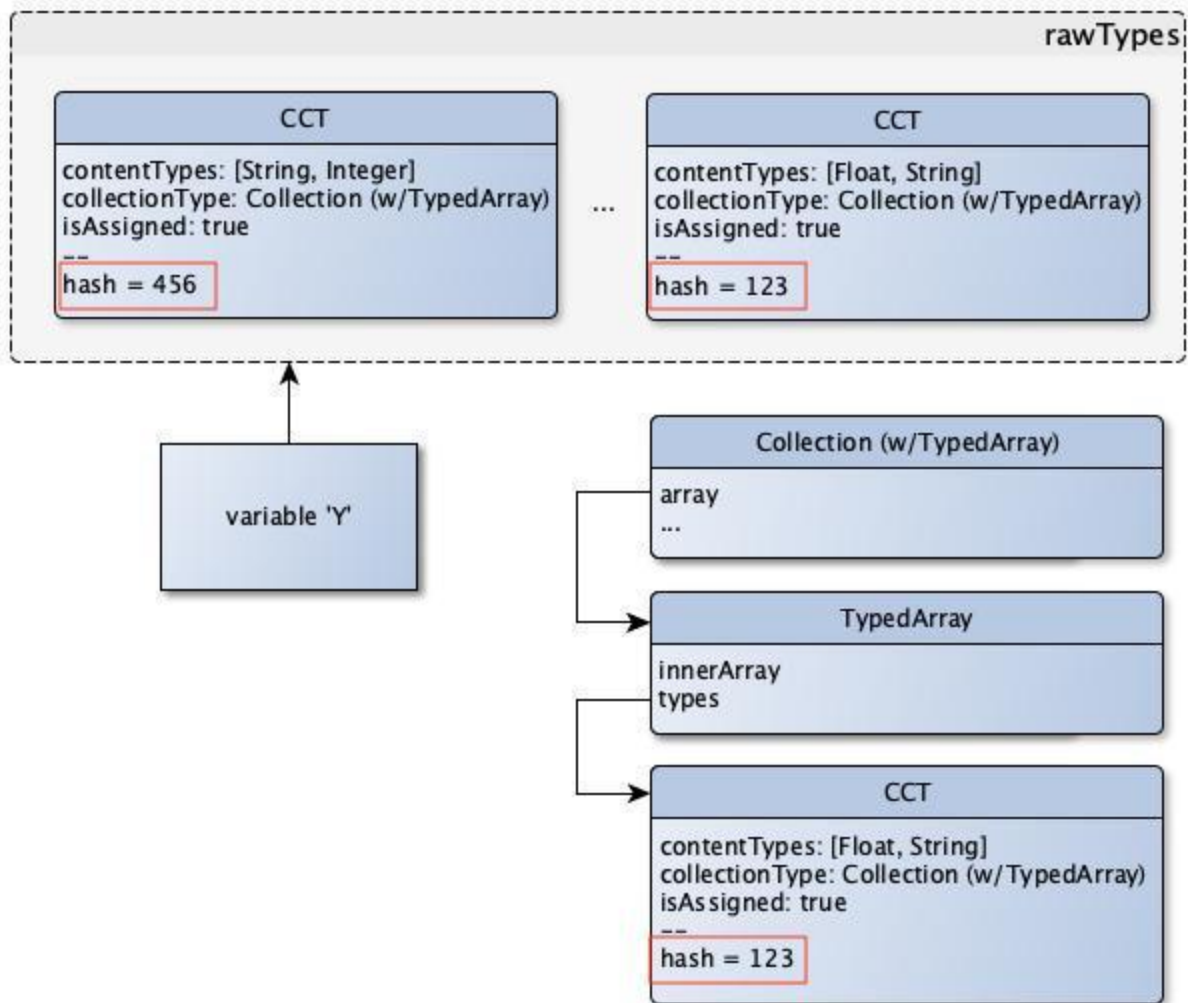 rawTypes
CCT
contentTypes: [String, Integer]
collectionType: Collection (w/TypedArray)
isAssigned: true
--
hash = 456
...
CCT
contentTypes: [Float, String]
collectionType: Collection (w/TypedArray)
isAssigned: true
--
hash = 123
variable 'Y'
Collection (w/TypedArray)
array
...
TypedArray
innerArray
types
CCT
contentTypes: [Float, String]
collectionType: Collection (w/TypedArray)
isAssigned: true
--
hash = 123